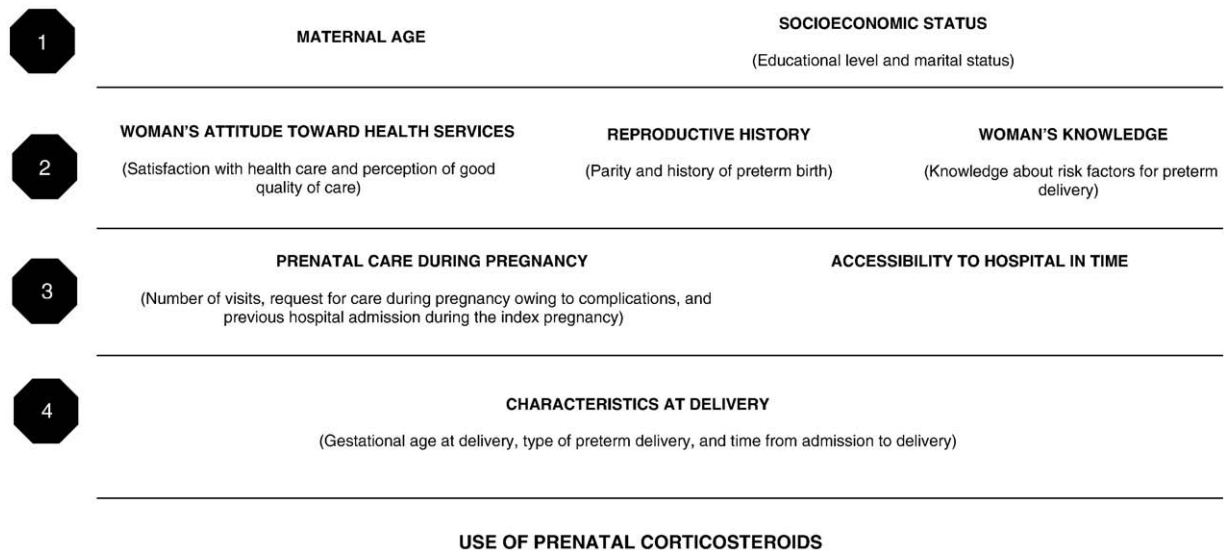 1
MATERNAL AGE
SOCIOECONOMIC STATUS
(Educational level and marital status)
2
WOMAN'S ATTITUDE TOWARD HEALTH SERVICES
(Satisfaction with health care and perception of good
quality of care)
REPRODUCTIVE HISTORY
(Parity and history of preterm birth)
WOMAN'S KNOWLEDGE
(Knowledge about risk factors for preterm
delivery)
3
PRENATAL CARE DURING PREGNANCY
(Number of visits, request for care during pregnancy owing to complications, and
previous hospital admission during the index pregnancy)
ACCESSIBILITY TO HOSPITAL IN TIME
4
CHARACTERISTICS AT DELIVERY
(Gestational age at delivery, type of preterm delivery, and time from admission to delivery)
USE OF PRENATAL CORTICOSTEROIDS